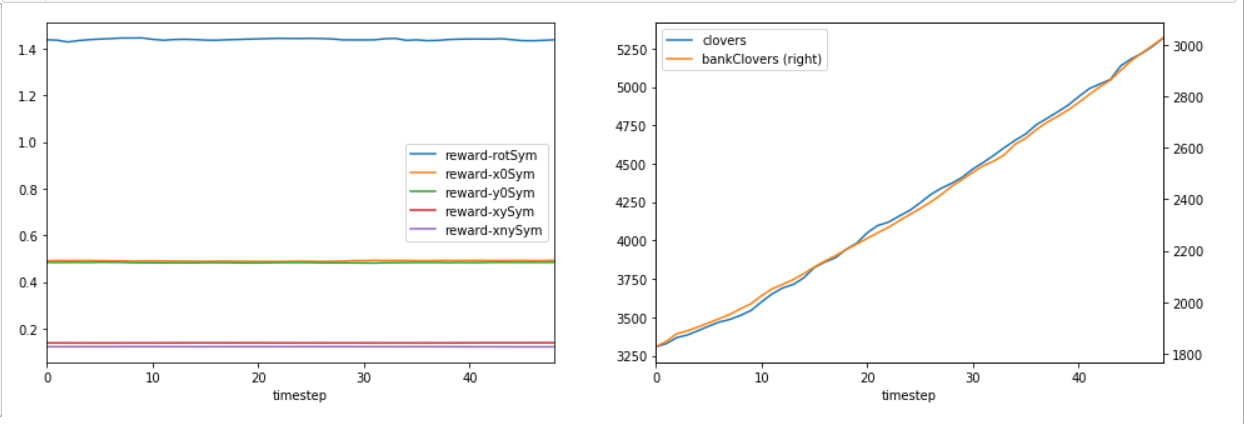 1.4
1.2
1.0
0.8
0.6
0.4
0.2
0 10 20 30 40
timestep
reward-rotSym
reward-x0Sym
reward-y0Sym
reward-xySym
reward-xnySym
5250
5000
4750
4500
4250
4000
3750
3500
3250
clovers
bankClovers (right)
3000
2800
2600
2400
2200
2000
1800
0 10 20 30 40
timestep